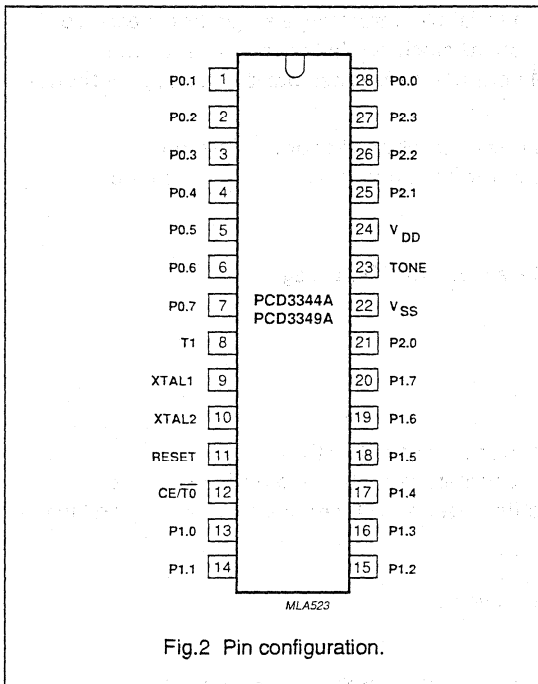 P0.1 1 28 P0.0
P0.2 2 27 P2.3
P0.3 3 26 P2.2
P0.4 4 25 P2.1
P0.5 5 24 VDD
P0.6 6 23 TONE
PCD3344A
PCD3349A
P0.7 7 22 VSS
T1 8 21 P2.0
XTAL1 9 20 P1.7
XTAL2 10 19 P1.6
RESET 11 18 P1.5
CE/T̅0̅ 12 17 P1.4
P1.0 13 16 P1.3
P1.1 14 15 P1.2
MLA523
Fig.2 Pin configuration.